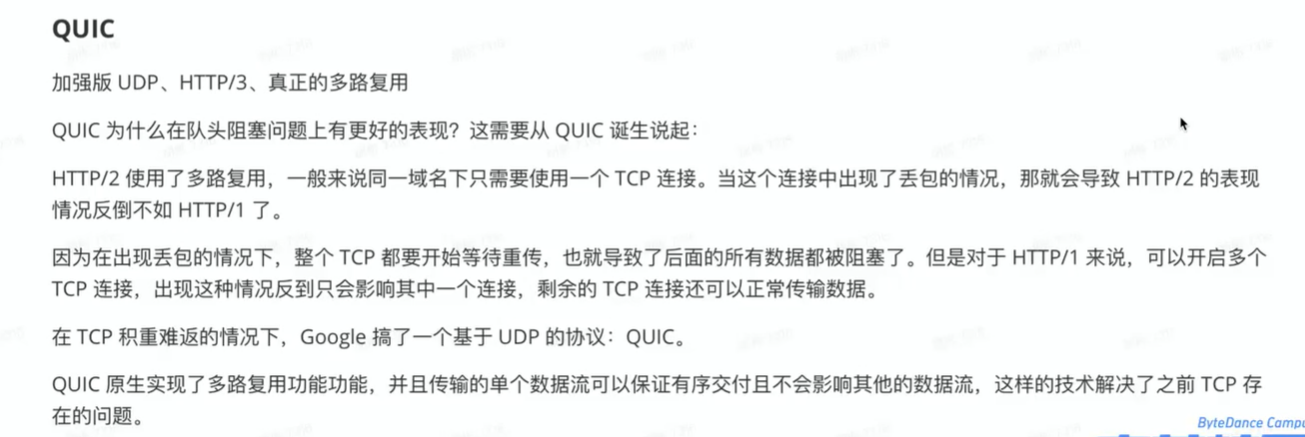 QUIC
加强版 UDP、HTTP/3、真正的多路复用
QUIC 为什么在队头阻塞问题上有更好的表现？这需要从 QUIC 诞生说起：
HTTP/2 使用了多路复用，一般来说同一域名下只需要使用一个 TCP 连接。当这个连接中出现了丢包的情况，那就会导致 HTTP/2 的表现
情况反倒不如 HTTP/1 了。
因为在出现丢包的情况下，整个 TCP 都要开始等待重传，也就导致了后面的所有数据都被阻塞了。但是对于 HTTP/1 来说，可以开启多个
TCP 连接，出现这种情况反到只会影响其中一个连接，剩余的 TCP 连接还可以正常传输数据。
在 TCP 积重难返的情况下，Google 搞了一个基于 UDP 的协议：QUIC。
QUIC 原生实现了多路复用功能功能，并且传输的单个数据流可以保证有序交付且不会影响其他的数据流，这样的技术解决了之前 TCP 存
在的问题。
ByteDance Campu